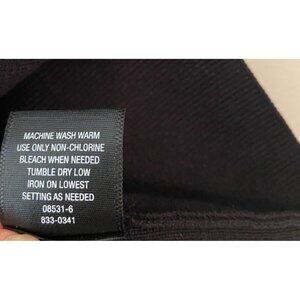 MACHINE WASH WARM
USE ONLY NON-CHLORINE
BLEACH WHEN NEEDED
TUMBLE DRY LOW
IRON ON LOWEST
SETTING AS NEEDED
08531-6
833-0341